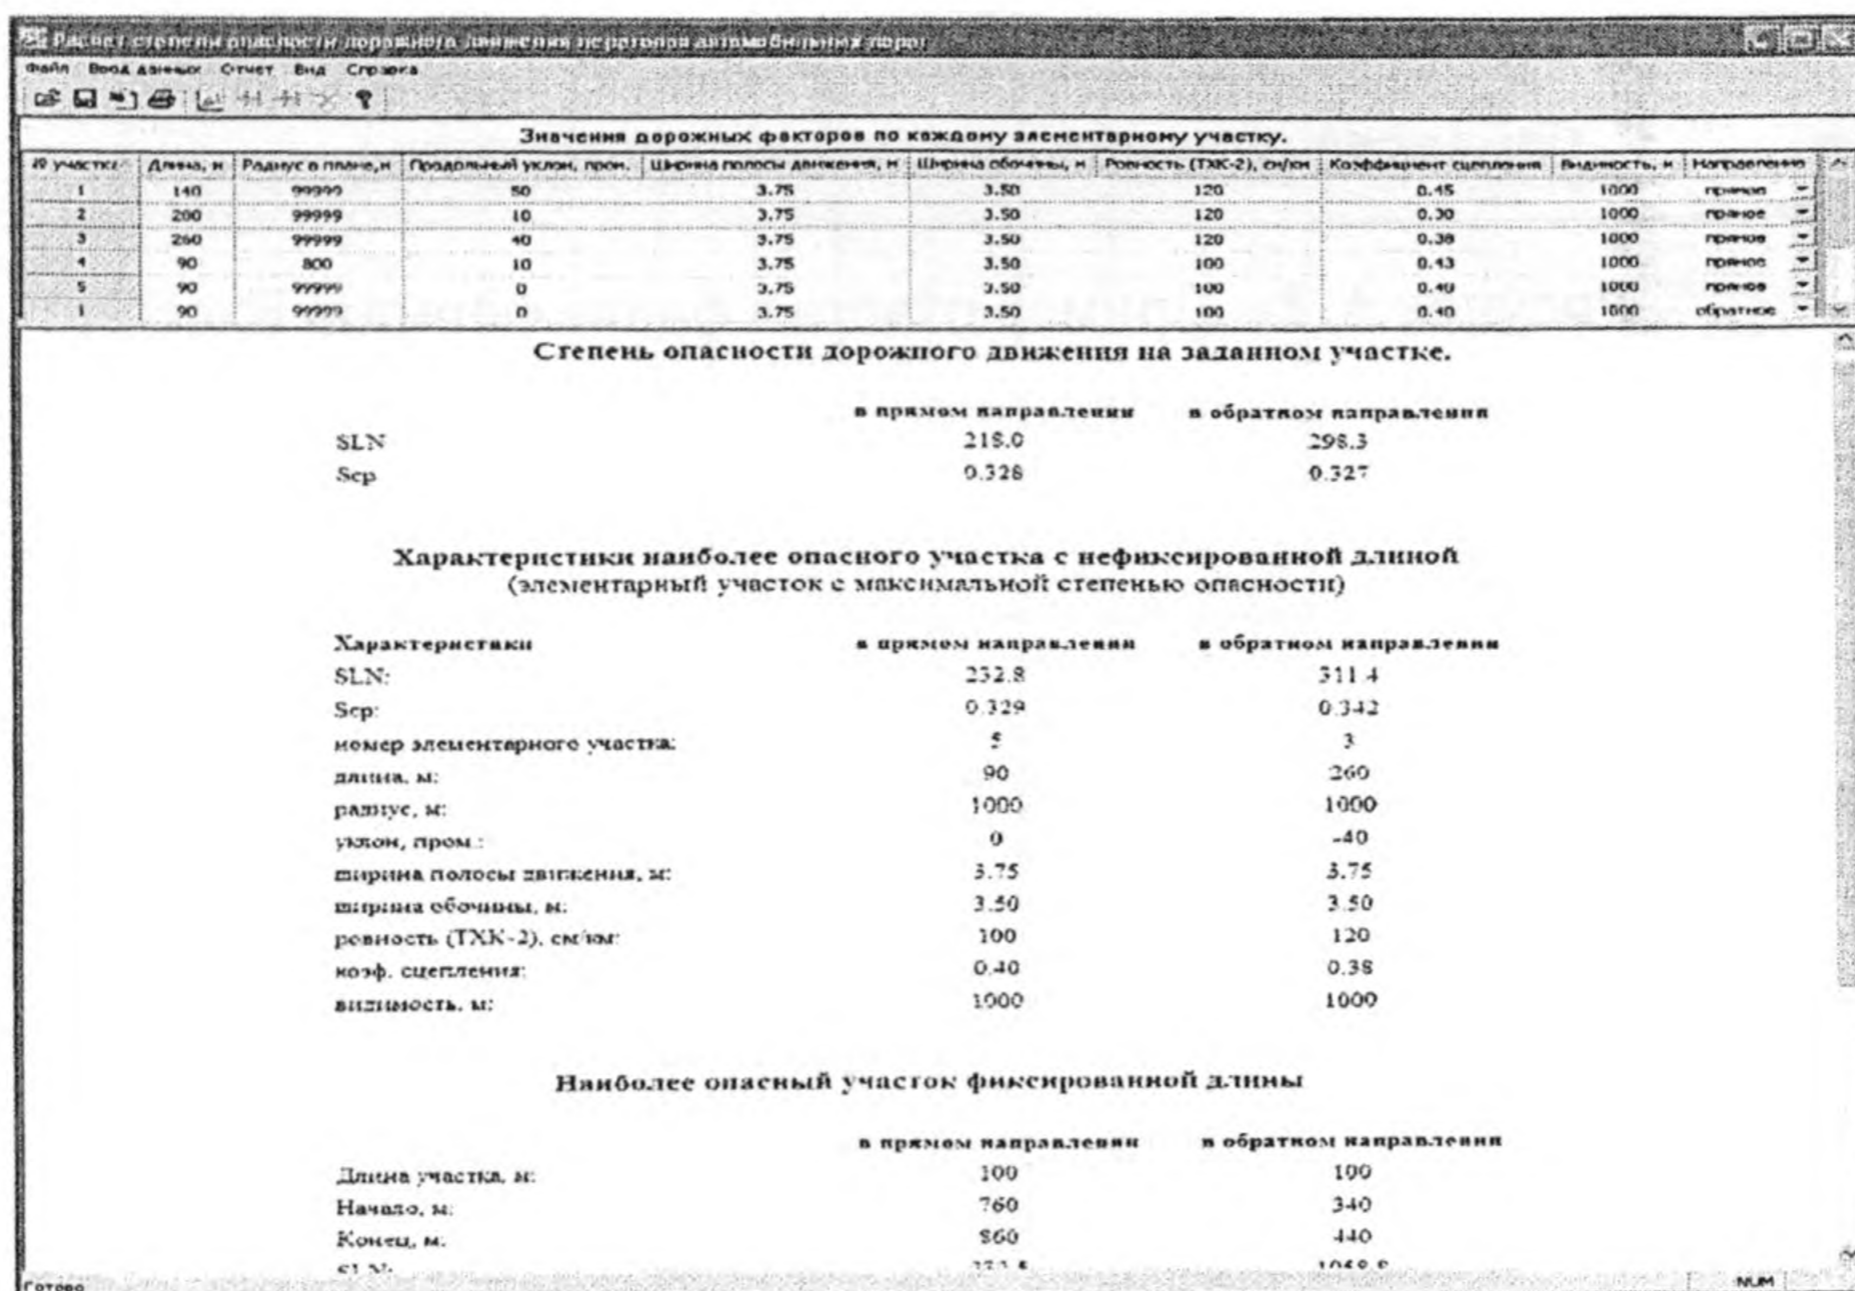 Расчет степени опасности дорожного движения перегонов автомобильных дорог
Файл Ввод данных Отчет Вид Справка
Значения дорожных факторов по каждому элементарному участку.
№ участка Длина, м Радиус в плане, м Продольный уклон, пром. Ширина полосы движения, м Ширина обочины, м Ровность (ТХК-2), см/км Коэффициент сцепления Видимость, м Направление
1 140 99999 50 3.75 3.50 120 0.45 1000 прямое
2 200 99999 10 3.75 3.50 120 0.30 1000 прямое
3 260 99999 40 3.75 3.50 120 0.38 1000 прямое
4 90 800 10 3.75 3.50 100 0.43 1000 прямое
5 90 99999 0 3.75 3.50 100 0.40 1000 прямое
1 90 99999 0 3.75 3.50 100 0.40 1000 обратное
Степень опасности дорожного движения на заданном участке.
в прямом направлении в обратном направлении
SLN 218.0 298.3
Sср 0.328 0.327
Характеристики наиболее опасного участка с нефиксированной длиной
(элементарный участок с максимальной степенью опасности)
Характеристики в прямом направлении в обратном направлении
SLN: 232.8 311.4
Sср: 0.329 0.342
номер элементарного участка: 5 3
длина, м: 90 260
радиус, м: 1000 1000
уклон, пром.: 0 -40
ширина полосы движения, м: 3.75 3.75
ширина обочины, м: 3.50 3.50
ровность (ТХК-2), см/км: 100 120
коэф. сцепления: 0.40 0.38
видимость, м: 1000 1000
Наиболее опасный участок фиксированной длины
в прямом направлении в обратном направлении
Длина участка, м: 100 100
Начало, м: 760 340
Конец, м: 860 440
SLN:
Готово NUM